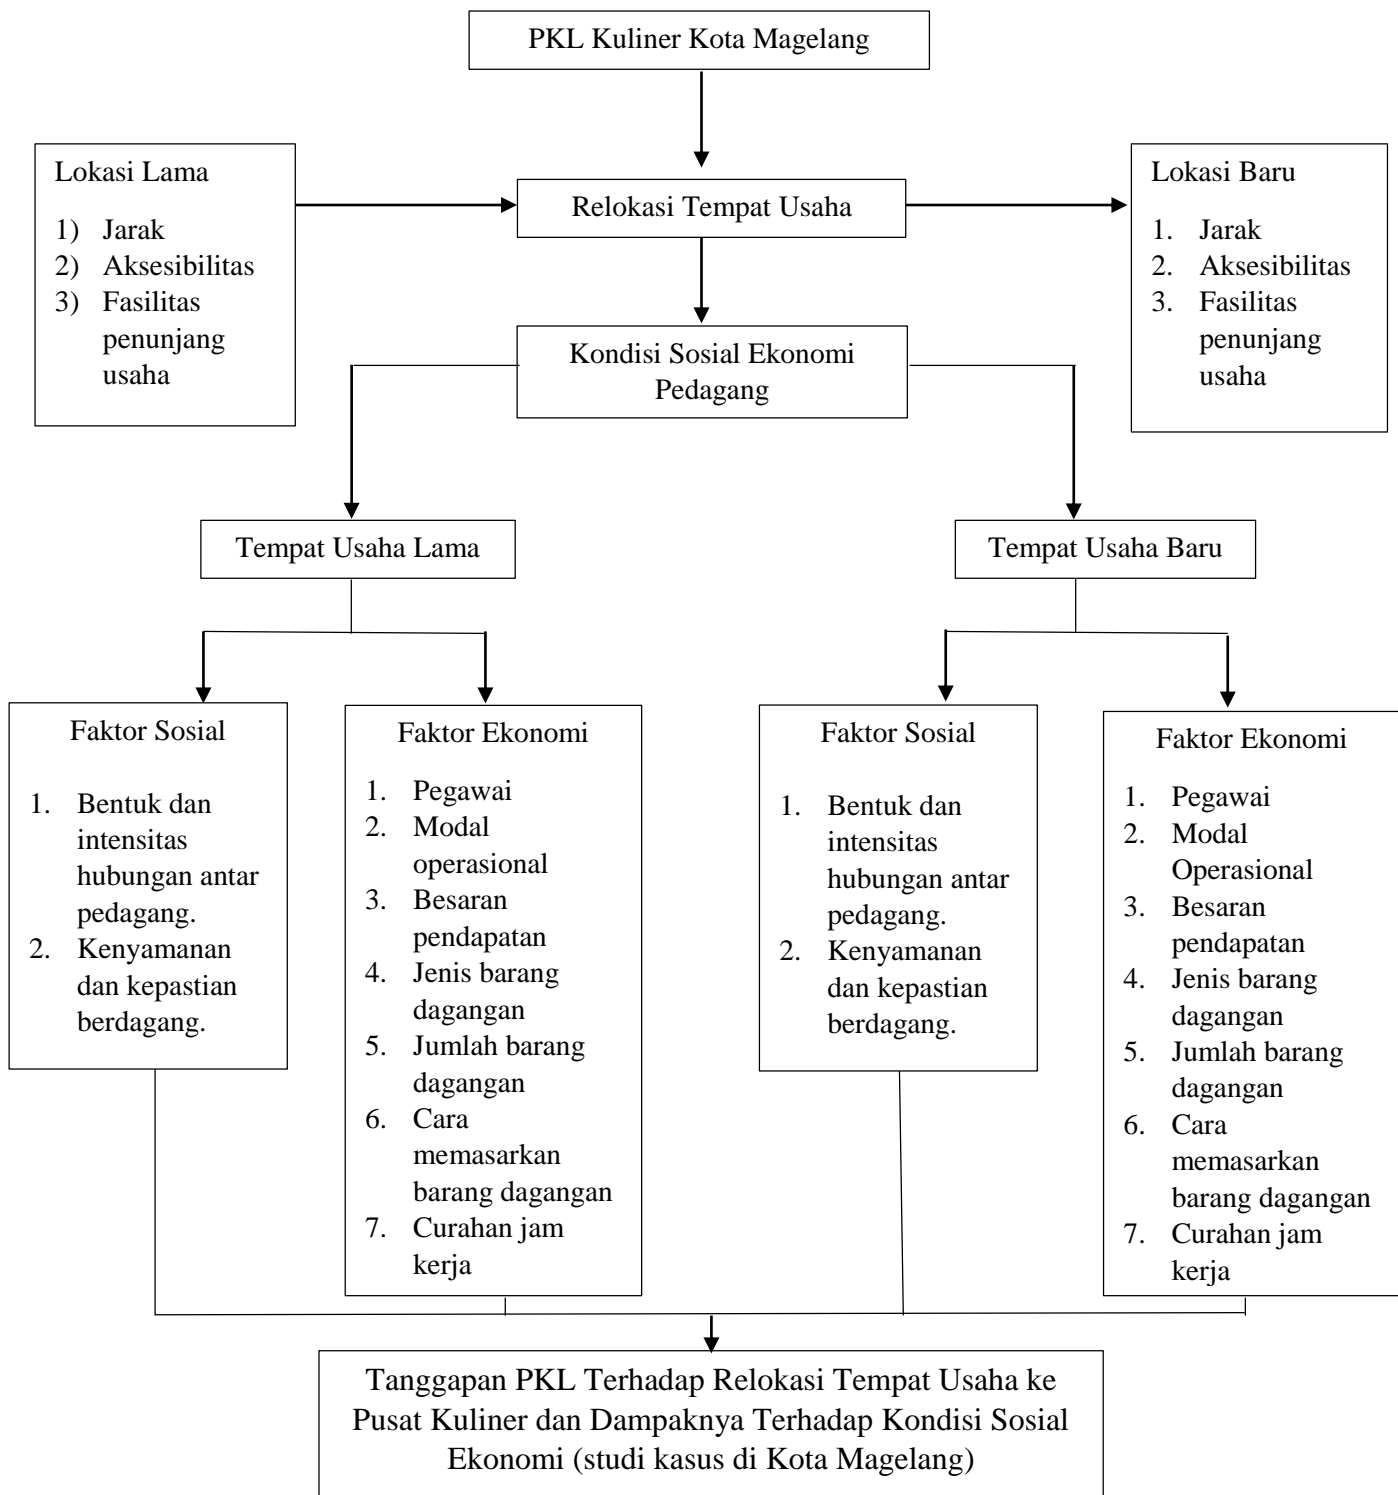 PKL Kuliner Kota Magelang
Lokasi Lama
1) Jarak
2) Aksesibilitas
3) Fasilitas
penunjang
usaha
Relokasi Tempat Usaha
Lokasi Baru
1. Jarak
2. Aksesibilitas
3. Fasilitas
penunjang
usaha
Kondisi Sosial Ekonomi
Pedagang
Tempat Usaha Lama
Tempat Usaha Baru
Faktor Sosial
1. Bentuk dan
intensitas
hubungan antar
pedagang.
2. Kenyamanan
dan kepastian
berdagang.
Faktor Ekonomi
1. Pegawai
2. Modal
operasional
3. Besaran
pendapatan
4. Jenis barang
dagangan
5. Jumlah barang
dagangan
6. Cara
memasarkan
barang dagangan
7. Curahan jam
kerja
Faktor Sosial
1. Bentuk dan
intensitas
hubungan antar
pedagang.
2. Kenyamanan
dan kepastian
berdagang.
Faktor Ekonomi
1. Pegawai
2. Modal
Operasional
3. Besaran
pendapatan
4. Jenis barang
dagangan
5. Jumlah barang
dagangan
6. Cara
memasarkan
barang dagangan
7. Curahan jam
kerja
Tanggapan PKL Terhadap Relokasi Tempat Usaha ke
Pusat Kuliner dan Dampaknya Terhadap Kondisi Sosial
Ekonomi (studi kasus di Kota Magelang)